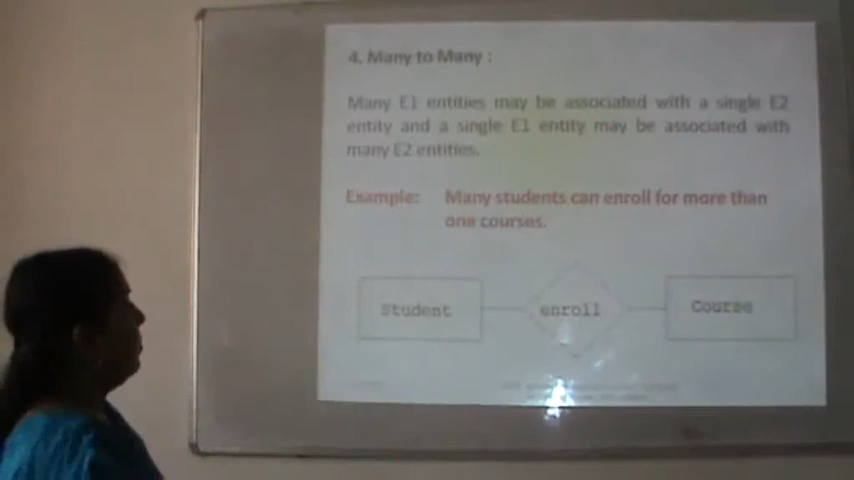 4. Many to Many :
Many E1 entities may be associated with a single E2
entity and a single E1 entity may be associated with
many E2 entities.
Example: Many students can enroll for more than
one courses.
Student enroll Course